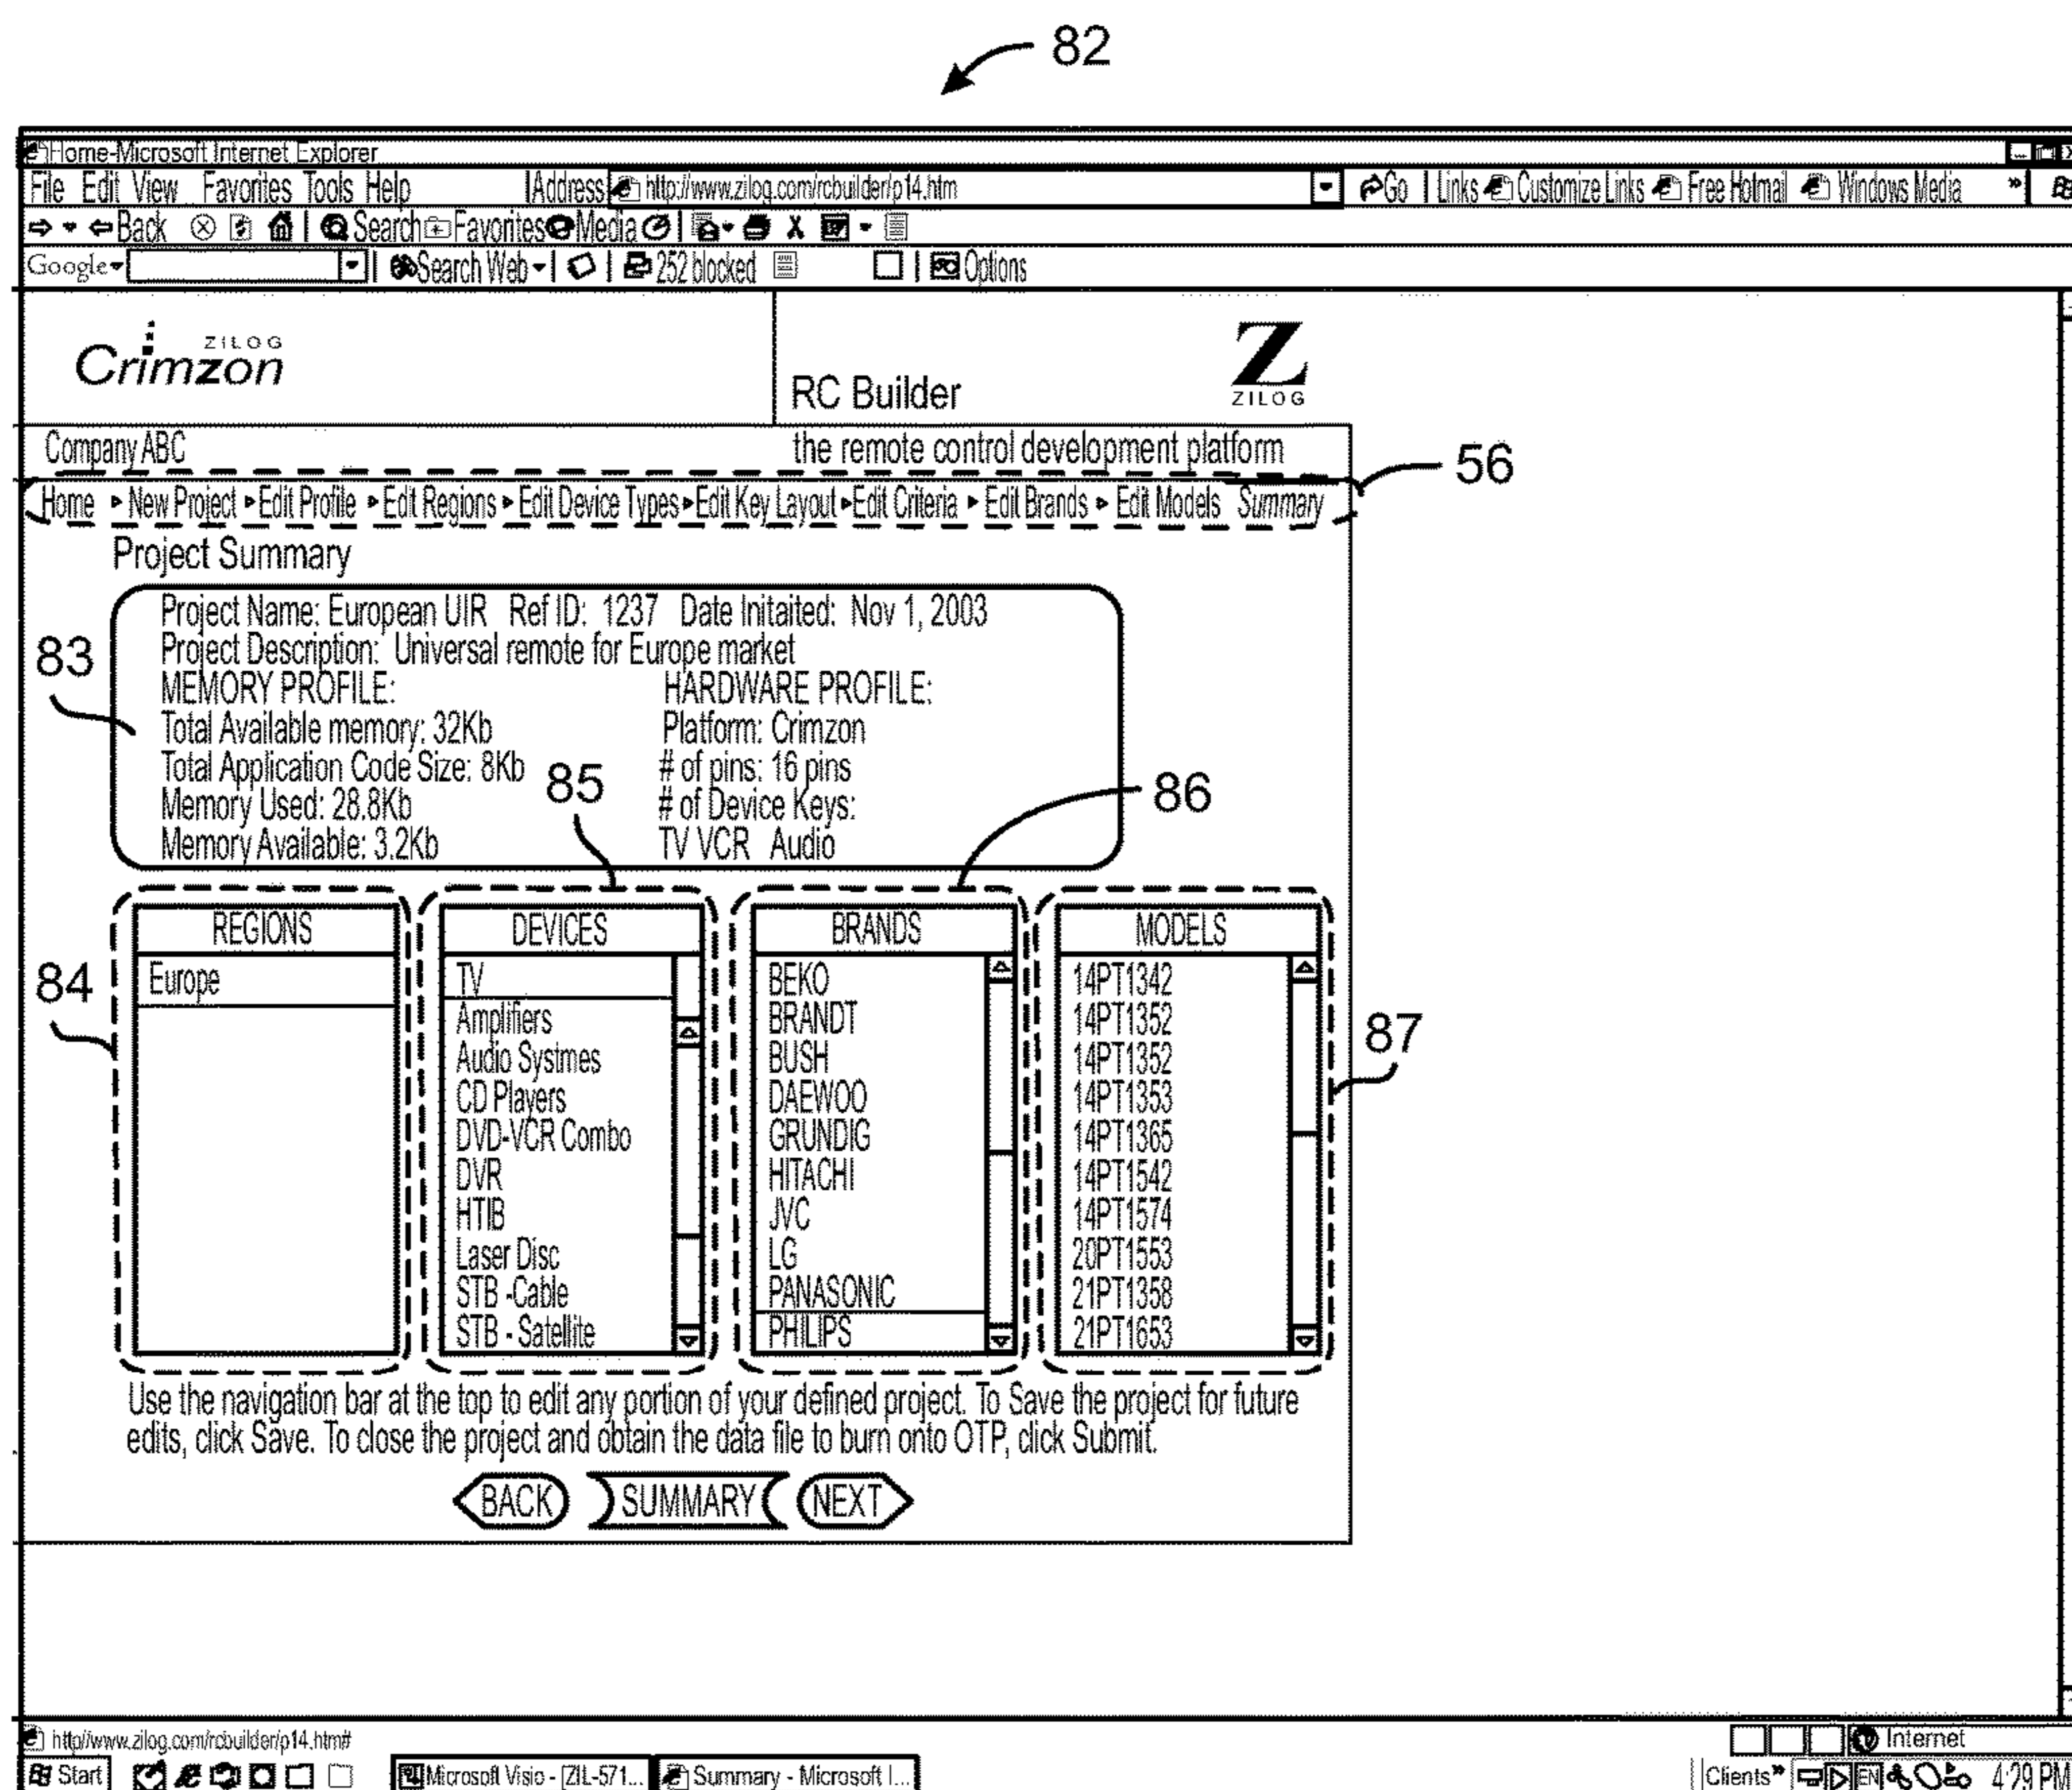 82
Home-Microsoft Internet Explorer
File Edit View Favorites Tools Help Address http://www.zilog.com/rcbuilder/p14.htm Go Links Customize Links Free Hotmail Windows Media »
Back Search Favorites Media
Google Search Web 252 blocked Options
ZILOG
Crimzon
RC Builder
Z
ZILOG
Company ABC the remote control development platform
56
Home ▸ New Project ▸ Edit Profile ▸ Edit Regions ▸ Edit Device Types ▸ Edit Key Layout ▸ Edit Criteria ▸ Edit Brands ▸ Edit Models Summary
Project Summary
83
Project Name: European UIR Ref ID: 1237 Date Initaited: Nov 1, 2003
Project Description: Universal remote for Europe market
MEMORY PROFILE:
Total Available memory: 32Kb
Total Application Code Size: 8Kb
Memory Used: 28.8Kb
Memory Available: 3.2Kb
HARDWARE PROFILE:
Platform: Crimzon
# of pins: 16 pins
# of Device Keys:
TV VCR Audio
85
86
84
REGIONS
Europe
DEVICES
TV
Amplifiers
Audio Systmes
CD Players
DVD-VCR Combo
DVR
HTIB
Laser Disc
STB -Cable
STB - Satellite
BRANDS
BEKO
BRANDT
BUSH
DAEWOO
GRUNDIG
HITACHI
JVC
LG
PANASONIC
PHILIPS
MODELS
14PT1342
14PT1352
14PT1352
14PT1353
14PT1365
14PT1542
14PT1574
20PT1553
21PT1358
21PT1653
87
Use the navigation bar at the top to edit any portion of your defined project. To Save the project for future
edits, click Save. To close the project and obtain the data file to burn onto OTP, click Submit.
BACK SUMMARY NEXT
http//www.zilog.com/rcbuilder/p14.htm# Internet
Start Microsoft Visio - [ZIL-571... Summary - Microsoft I... Clients» EN 4:29 PM